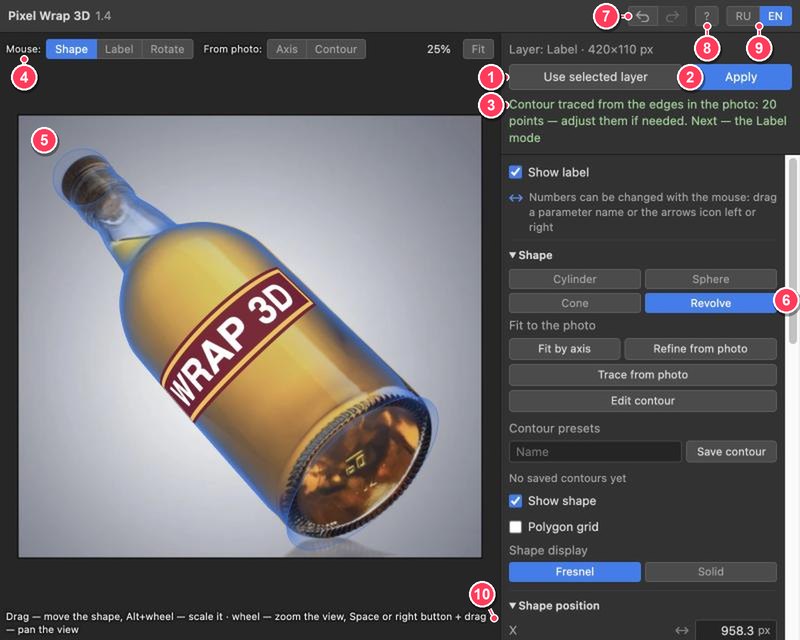 Pixel Wrap 3D 1.4
7
?
RU EN
8
9
Mouse: Shape Label Rotate From photo: Axis Contour 25% Fit
4
Layer: Label · 420×110 px
1 Use selected layer 2 Apply
3 Contour traced from the edges in the photo: 20
points — adjust them if needed. Next — the Label
mode
5
WRAP 3D
Show label
Numbers can be changed with the mouse: drag
a parameter name or the arrows icon left or
right
Shape
Cylinder Sphere
Cone Revolve 6
Fit to the photo
Fit by axis Refine from photo
Trace from photo
Edit contour
Contour presets
Name Save contour
No saved contours yet
Show shape
Polygon grid
Shape display
Fresnel Solid
Shape position
X 958.3 px
10
Drag — move the shape, Alt+wheel — scale it · wheel — zoom the view, Space or right button + drag
— pan the view